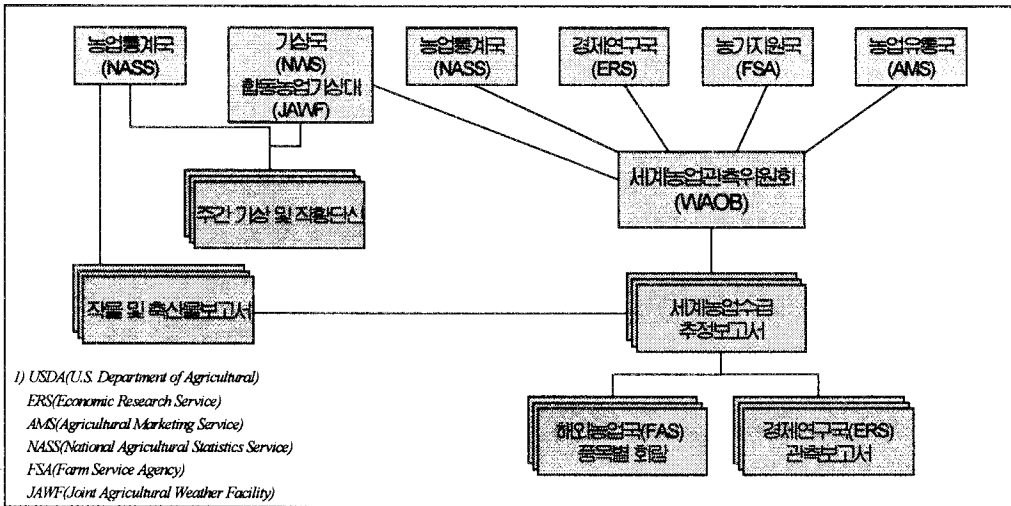 농업통계국
(NASS)
기상국
(NWS)
합동농업기상대
(JAWF)
농업통계국
(NASS)
경제연구국
(ERS)
농가지원국
(FSA)
농업유통국
(AMS)
세계농업관측위원회
(WAOB)
주간 기상 및 작황단신
작물 및 축산물보고서
세계농업수급
추정보고서
해외농업국(FAS)
품목별 회람
경제연구국(ERS)
관측보고서
1) USDA(U.S. Department of Agricultural)
ERS(Economic Research Service)
AMS(Agricultural Marketing Service)
NASS(National Agricultural Statistics Service)
FSA(Farm Service Agency)
JAWF(Joint Agricultural Weather Facility)